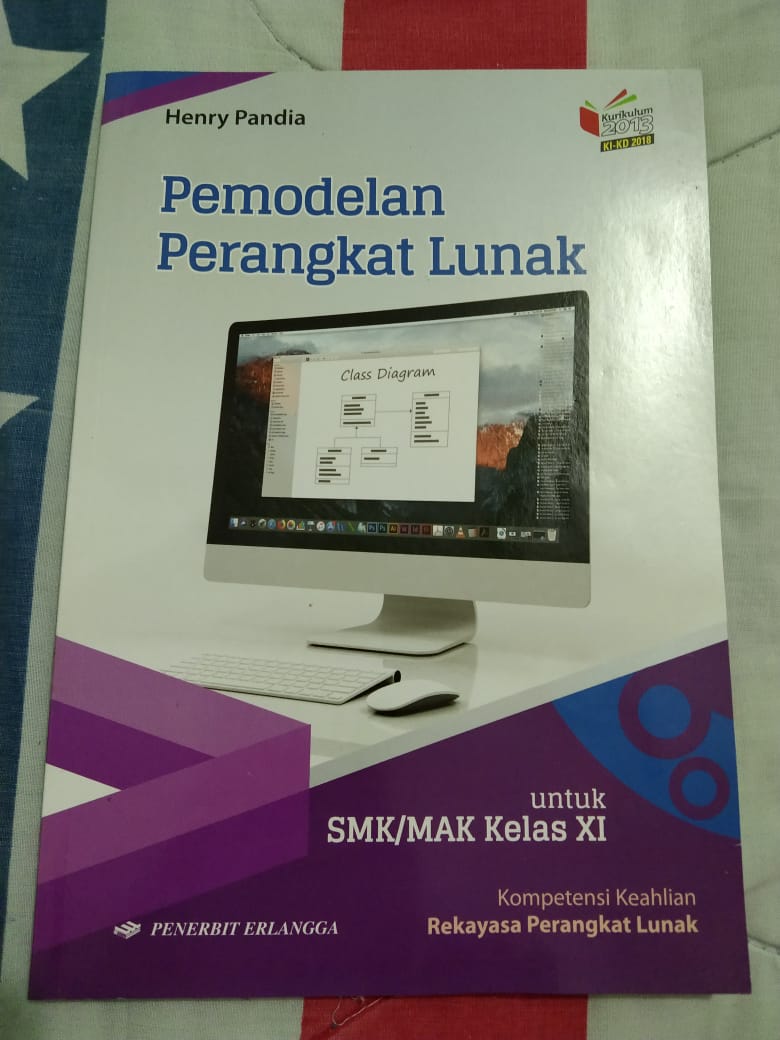 Henry Pandia
Kurikulum
2013
KI-KD 2018
Pemodelan
Perangkat Lunak
Class Diagram
untuk
SMK/MAK Kelas XI
Kompetensi Keahlian
Rekayasa Perangkat Lunak
PENERBIT ERLANGGA